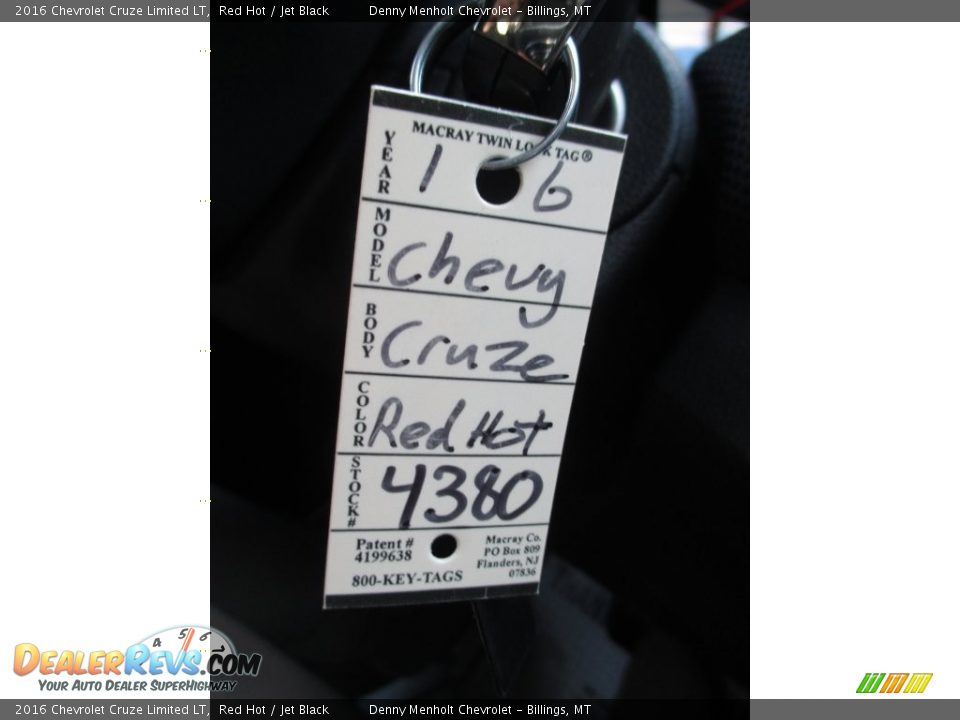 2016 Chevrolet Cruze Limited LT,  Red Hot / Jet Black  Denny Menholt Chevrolet – Billings, MT
MACRAY TWIN LOCK TAG®
YEAR 1 6
MODEL Chevy
BODY Cruze
COLOR Red Hot
STOCK# 4380
Patent #
4199638
800-KEY-TAGS
Macray Co.
PO Box 809
Flanders, NJ
07836
4 5 6
DEALERREVS.COM
YOUR AUTO DEALER SUPERHIGHWAY
2016 Chevrolet Cruze Limited LT,  Red Hot / Jet Black  Denny Menholt Chevrolet – Billings, MT